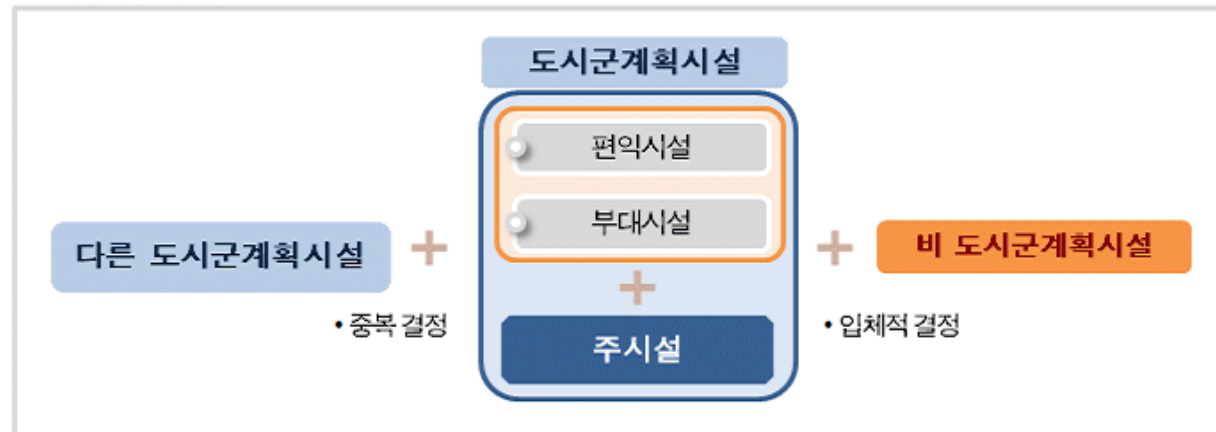 도시군계획시설
편익시설
부대시설
다른 도시군계획시설
비 도시군계획시설
• 중복 결정
• 입체적 결정
주시설